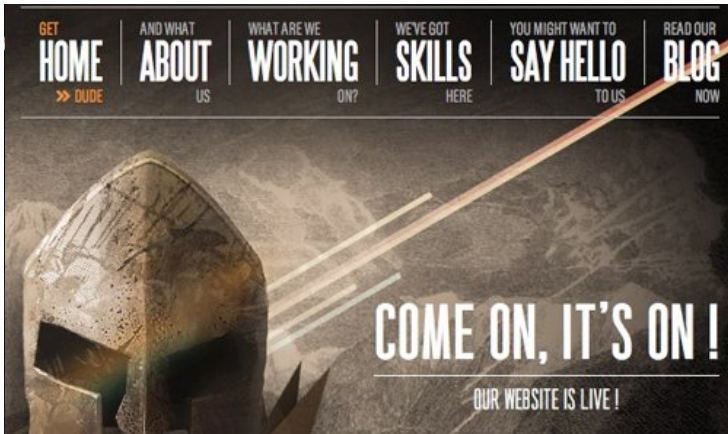 GET
HOME
» DUDE
AND WHAT
ABOUT
US
WHAT ARE WE
WORKING
ON?
WE'VE GOT
SKILLS
HERE
YOU MIGHT WANT TO
SAY HELLO
TO US
READ OUR
BLOG
NOW
COME ON, IT'S ON !
OUR WEBSITE IS LIVE !